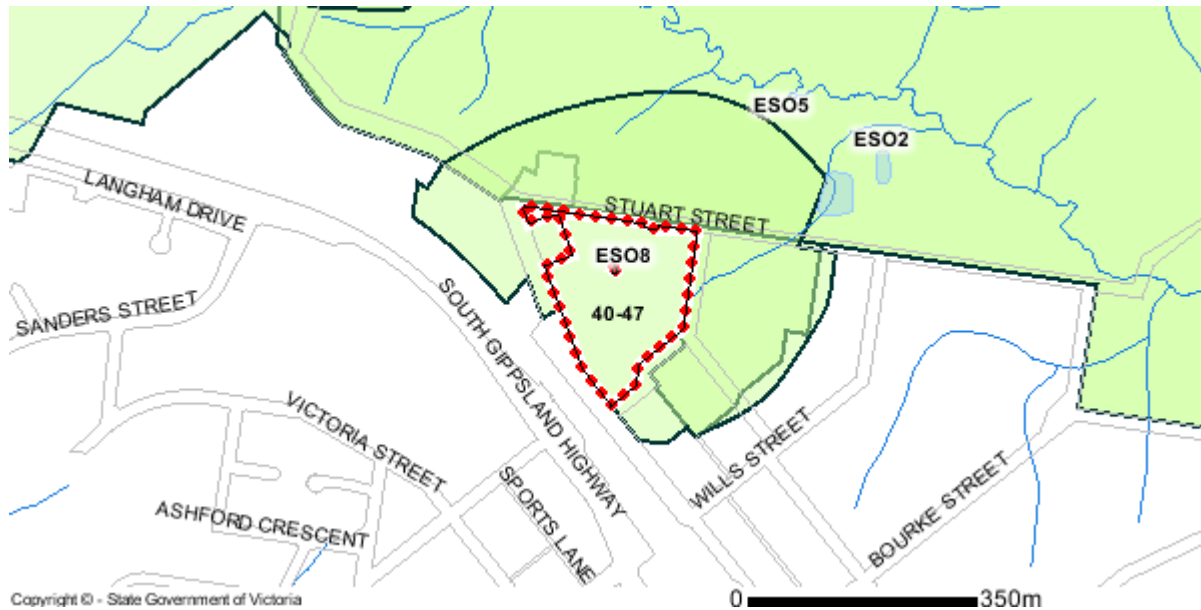 ESO5
ESO2
LANGHAM DRIVE
STUART STREET
ESO8
SANDERS STREET
40-47
SOUTH GIPPSLAND HIGHWAY
VICTORIA STREET
WILLS STREET
SPORTS LANE
BOURKE STREET
ASHFORD CRESCENT
Copyright © - State Government of Victoria
0 350m